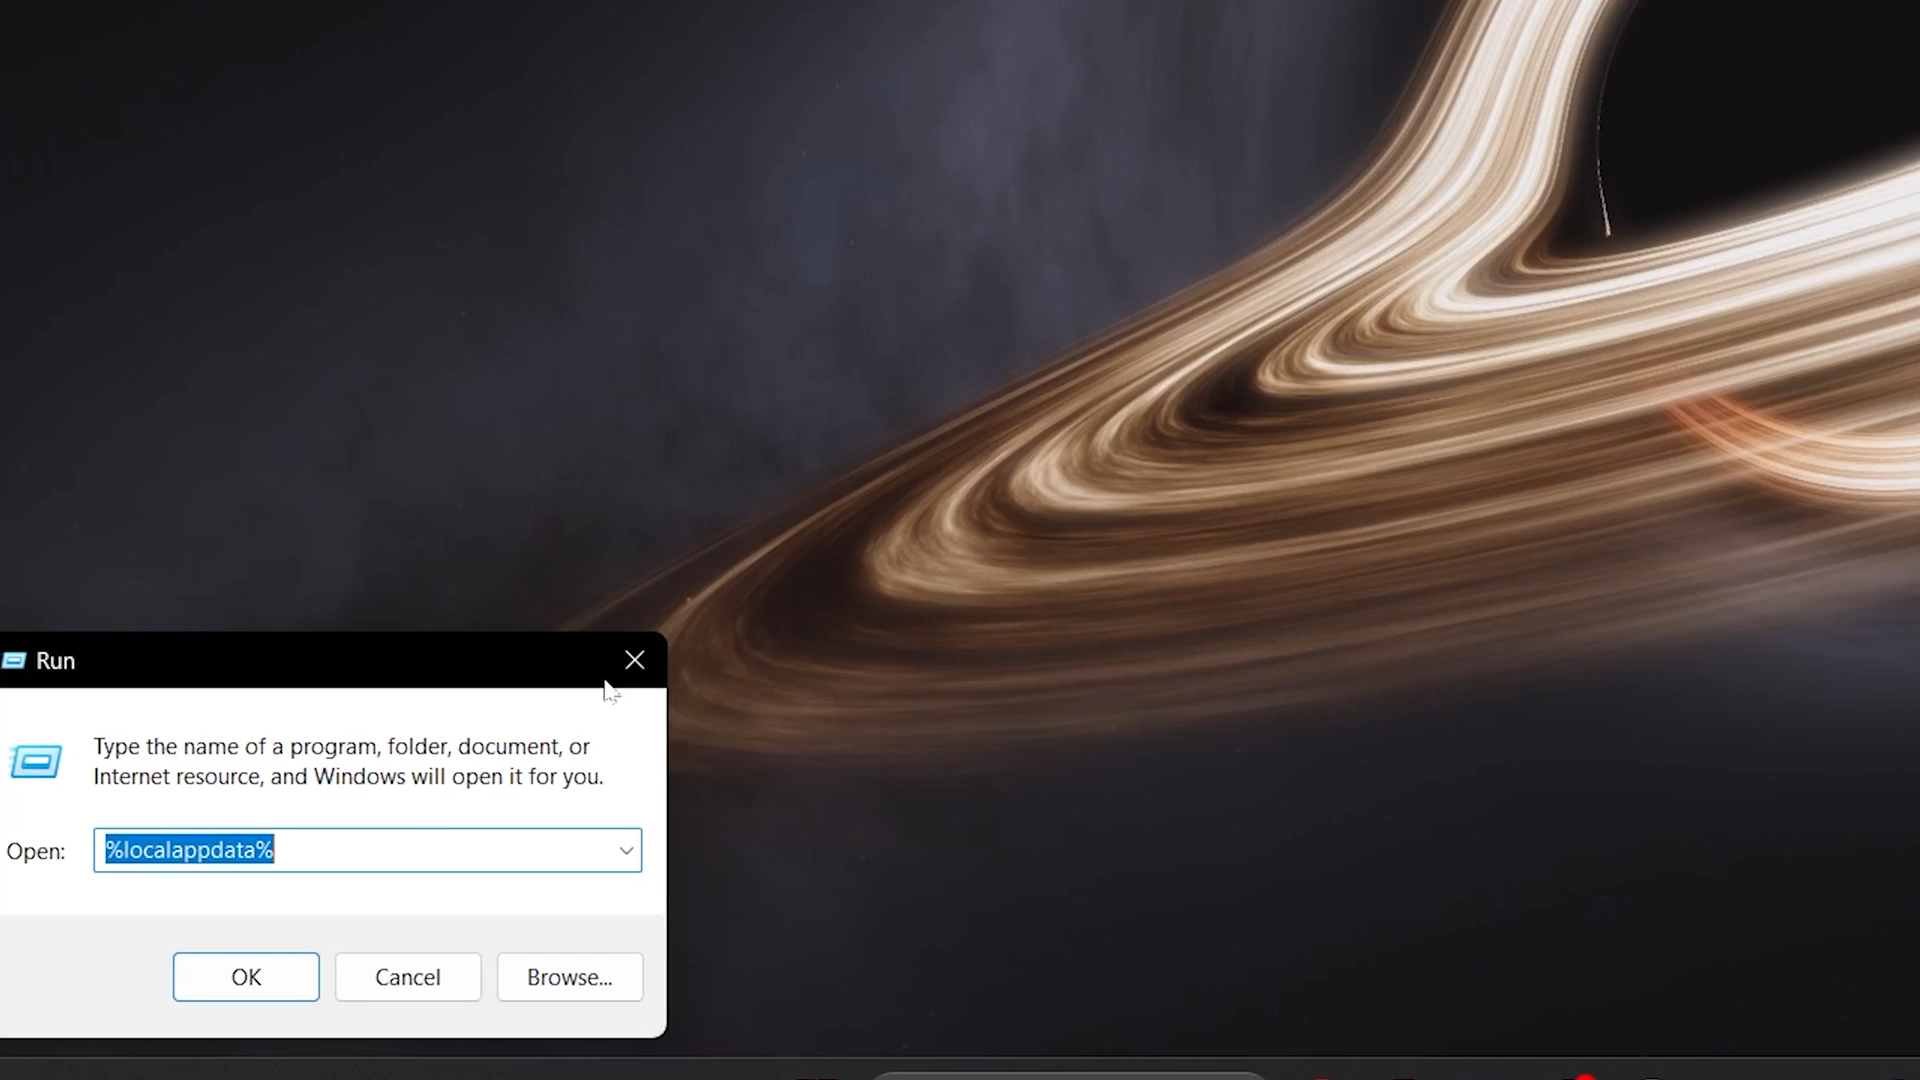 Run
Type the name of a program, folder, document, or
Internet resource, and Windows will open it for you.
Open:
%localappdata%
OK
Cancel
Browse...